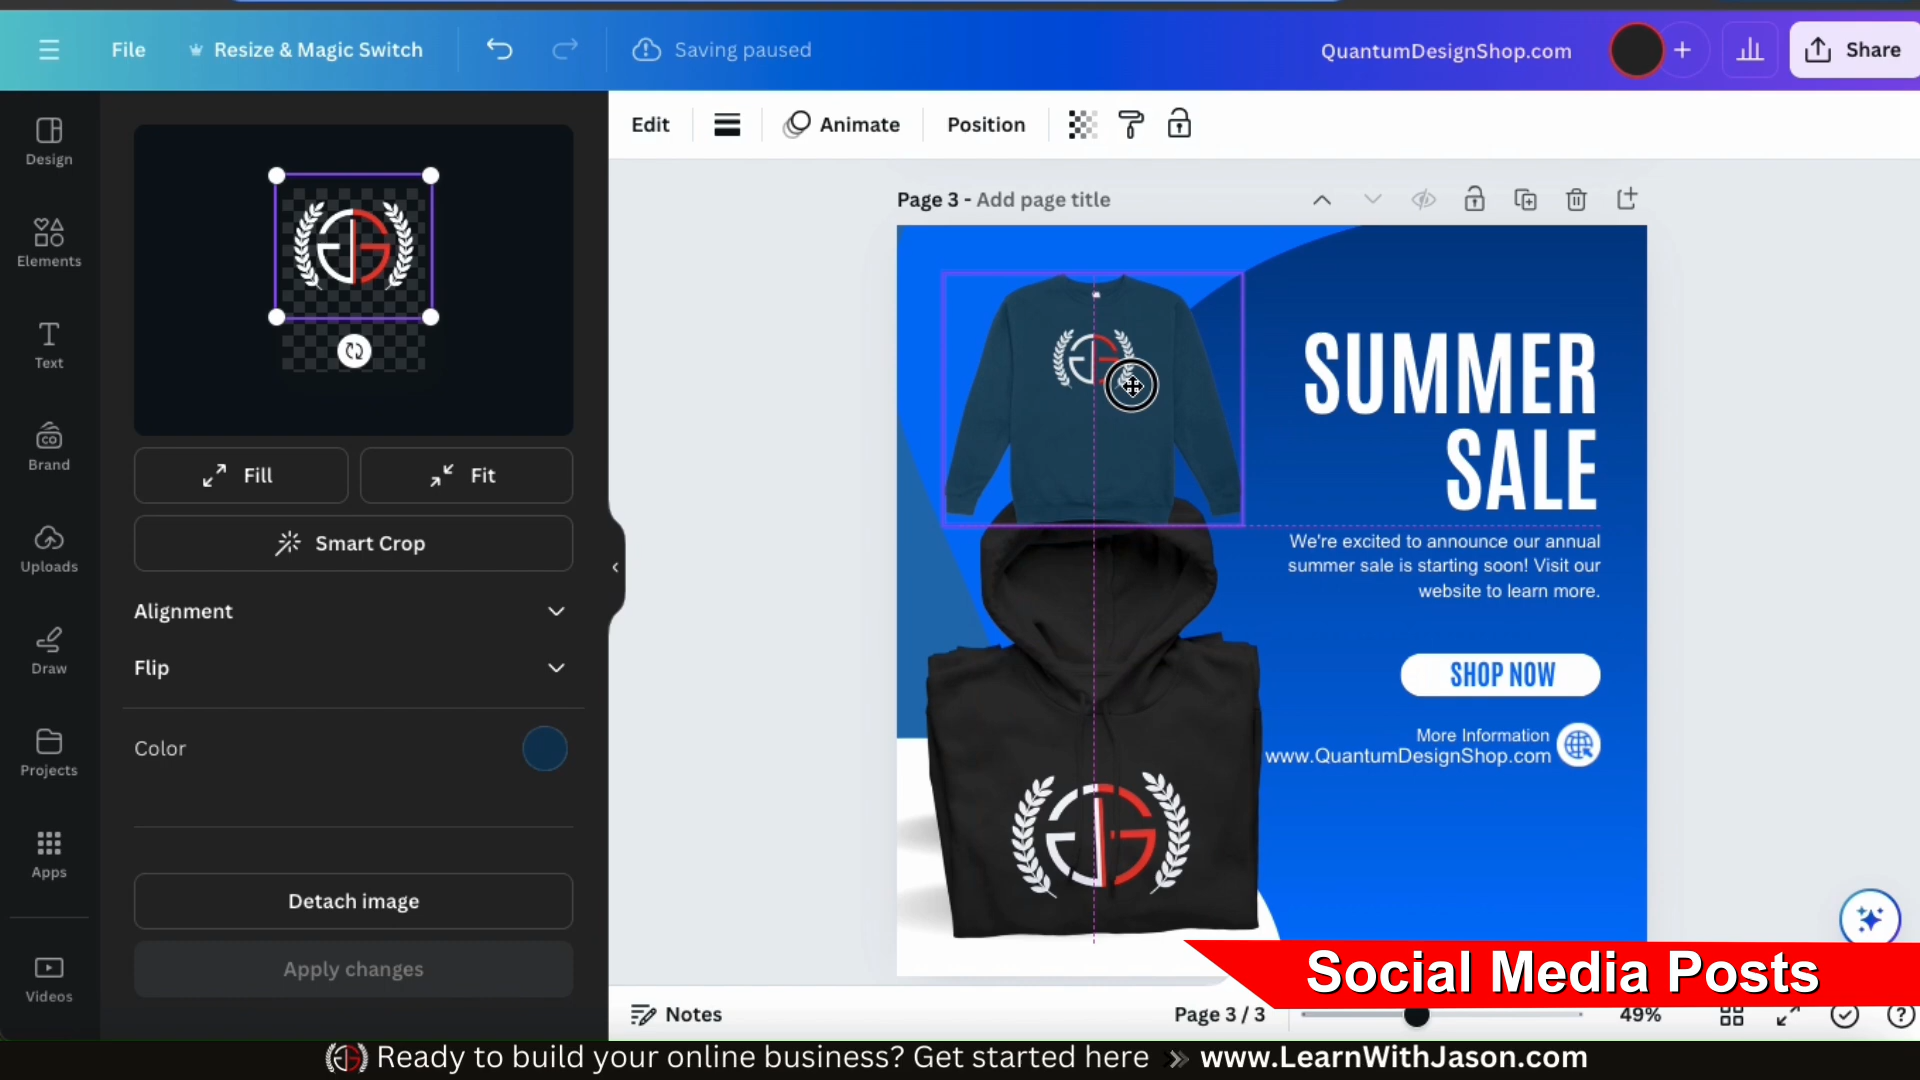 File
Resize & Magic Switch
Saving paused
QuantumDesignShop.com
Share
Design
Elements
Text
Brand
CO
Uploads
Draw
Projects
Apps
Videos
Fill
Fit
Smart Crop
Alignment
Flip
Color
Detach image
Apply changes
Edit
Animate
Position
Page 3 - Add page title
SUMMER
SALE
We're excited to announce our annual
summer sale is starting soon! Visit our
website to learn more.
SHOP NOW
More Information
www.QuantumDesignShop.com
Social Media Posts
Notes
Page 3 / 3
49%
Ready to build your online business? Get started here » www.LearnWithJason.com